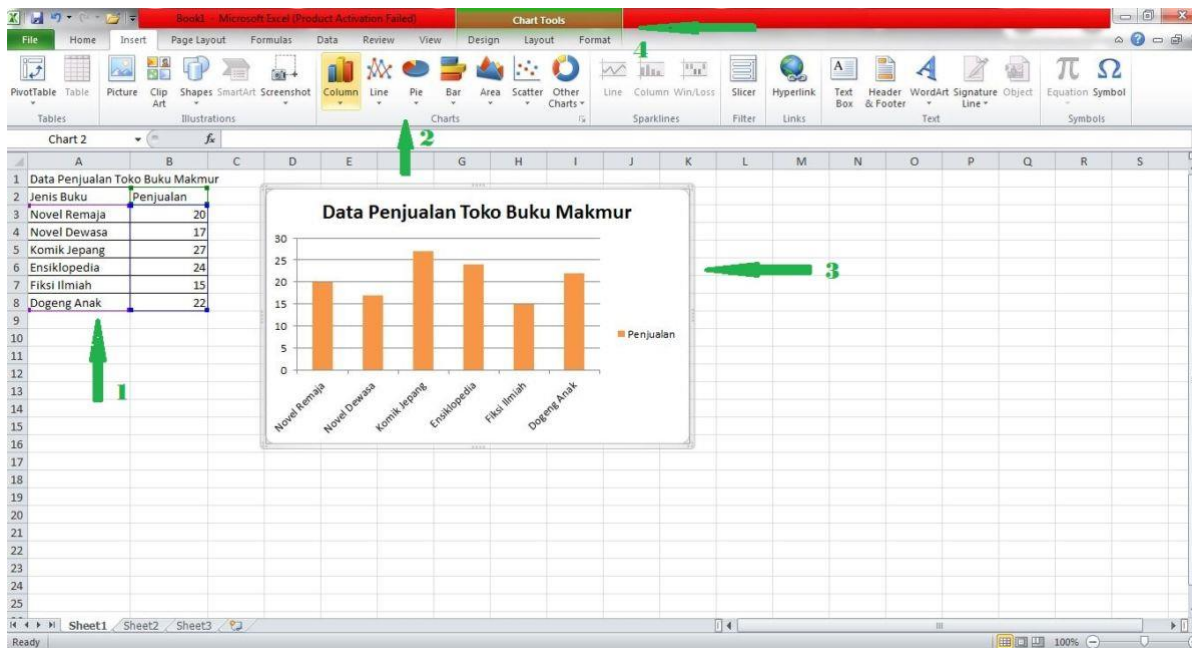 Book1 - Microsoft Excel (Product Activation Failed)
Chart Tools
File Home Insert Page Layout Formulas Data Review View Design Layout Format
4
PivotTable Table Picture Clip Art Shapes SmartArt Screenshot Column Line Pie Bar Area Scatter Other Charts Line Column Win/Loss Slicer Hyperlink Text Box Header & Footer WordArt Signature Line Object Equation Symbol
Tables Illustrations Charts Sparklines Filter Links Text Symbols
Chart 2 fx
2
A B C D E G H I J K L M N O P Q R S
1 Data Penjualan Toko Buku Makmur
2 Jenis Buku Penjualan
3 Novel Remaja 20
4 Novel Dewasa 17
5 Komik Jepang 27
6 Ensiklopedia 24
7 Fiksi Ilmiah 15
8 Dogeng Anak 22
9
10
11
12
13
14
15
16
17
18
19
20
21
22
23
24
25
1
Data Penjualan Toko Buku Makmur
30
25
20
15
10
5
0
Novel Remaja
Novel Dewasa
Komik Jepang
Ensiklopedia
Fiksi Ilmiah
Dogeng Anak
Penjualan
3
Sheet1 Sheet2 Sheet3
Ready 100%